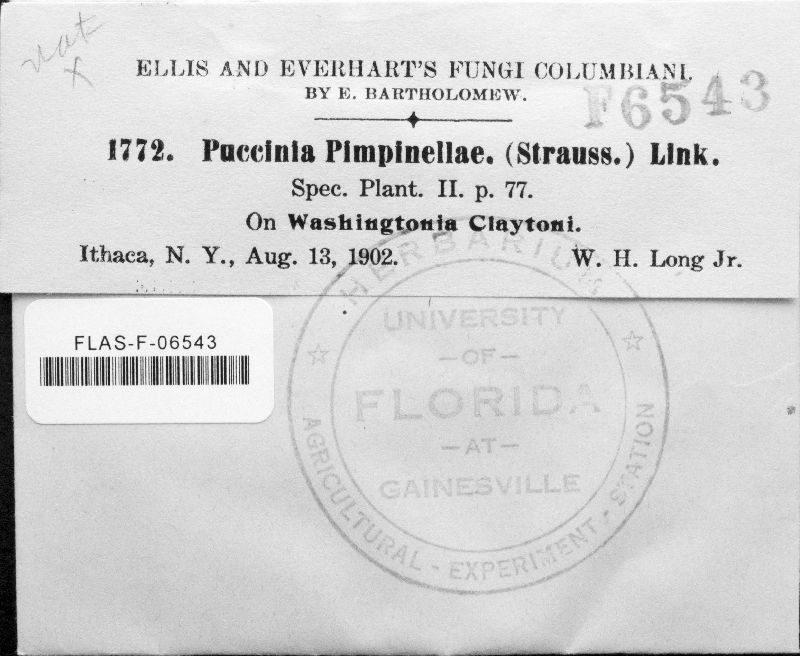 ELLIS AND EVERHART'S FUNGI COLUMBIANI.
BY E. BARTHOLOMEW.
F6543
1772. Puccinia Pimpinellae. (Strauss.) Link.
Spec. Plant. II. p. 77.
On Washingtonia Claytoni.
Ithaca, N. Y., Aug. 13, 1902. W. H. Long Jr.
FLAS-F-06543
HERBARIUM
UNIVERSITY
-OF-
FLORIDA
-AT-
GAINESVILLE
AGRICULTURAL - EXPERIMENT - STATION